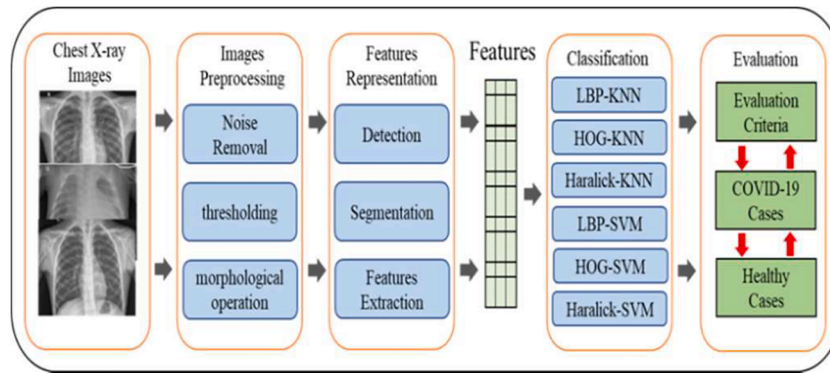 Chest X-ray
Images
Images
Preprocessing
Noise
Removal
thresholding
morphological
operation
Features
Representation
Detection
Segmentation
Features
Extraction
Features
Classification
LBP-KNN
HOG-KNN
Haralick-KNN
LBP-SVM
HOG-SVM
Haralick-SVM
Evaluation
Evaluation
Criteria
COVID-19
Cases
Healthy
Cases